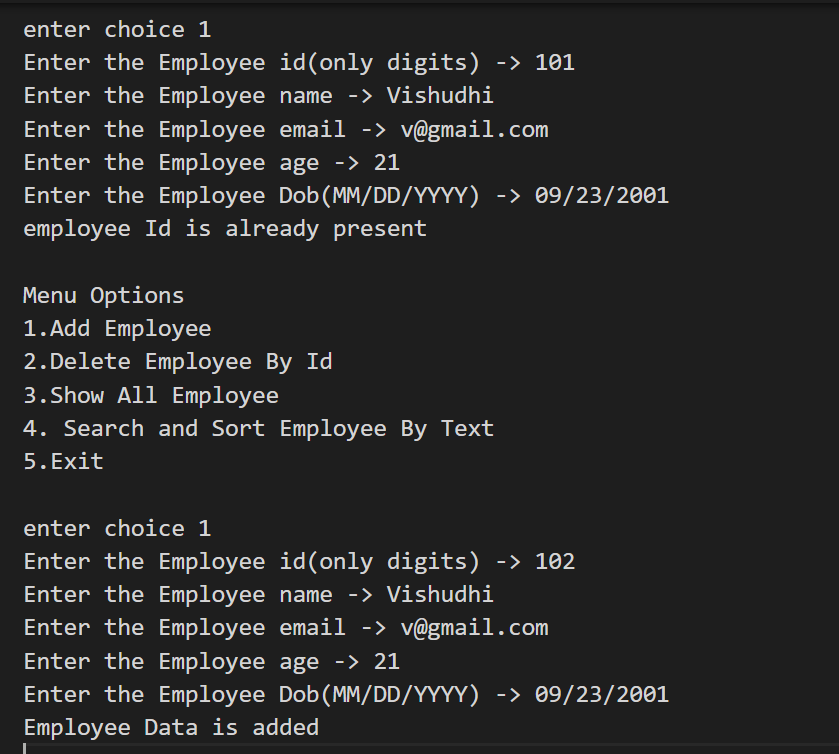 enter choice 1
Enter the Employee id(only digits) -> 101
Enter the Employee name -> Vishudhi
Enter the Employee email -> v@gmail.com
Enter the Employee age -> 21
Enter the Employee Dob(MM/DD/YYYY) -> 09/23/2001
employee Id is already present
Menu Options
1.Add Employee
2.Delete Employee By Id
3.Show All Employee
4. Search and Sort Employee By Text
5.Exit
enter choice 1
Enter the Employee id(only digits) -> 102
Enter the Employee name -> Vishudhi
Enter the Employee email -> v@gmail.com
Enter the Employee age -> 21
Enter the Employee Dob(MM/DD/YYYY) -> 09/23/2001
Employee Data is added